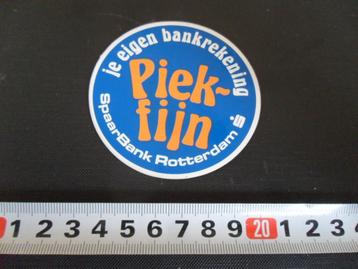 je eigen bankrekening
Piek-
fijn
SpaarBank Rotterdam S
1 2 3 4 5 6 7 8 9 20 1 2 3 4